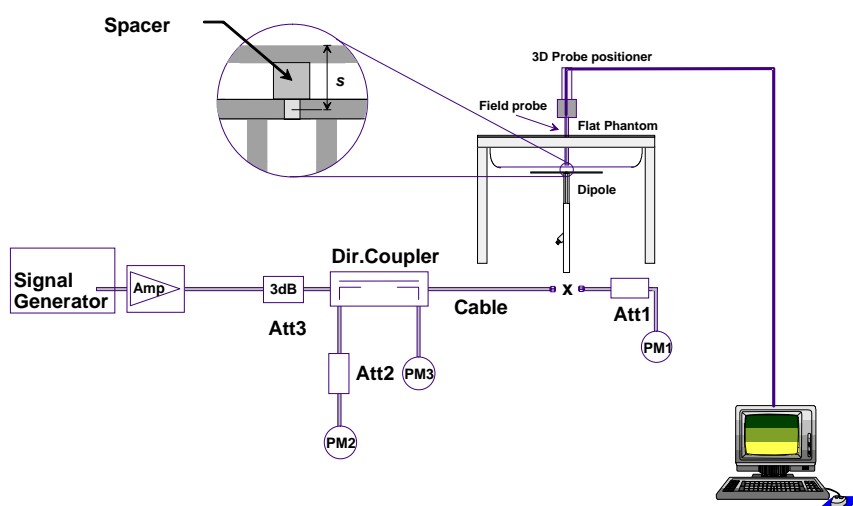 Spacer
s
3D Probe positioner
Field probe
Flat Phantom
Dipole
Dir.Coupler
Signal
Generator
Amp
3dB
Att3
Cable
x
Att1
PM1
Att2
PM3
PM2